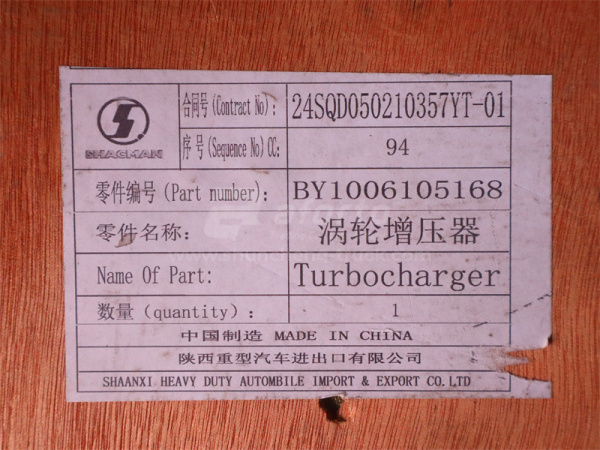 合同号(Contract No): 24SQD050210357YT-01
SHACMAN
序号(Sequence No)CC: 94
零件编号(Part number): BY1006105168
零件名称: 涡轮增压器
Name Of Part: Turbocharger
数量(quantity): 1
中国制造 MADE IN CHINA
陕西重型汽车进出口有限公司
SHAANXI HEAVY DUTY AUTOMBILE IMPORT & EXPORT CO.LTD